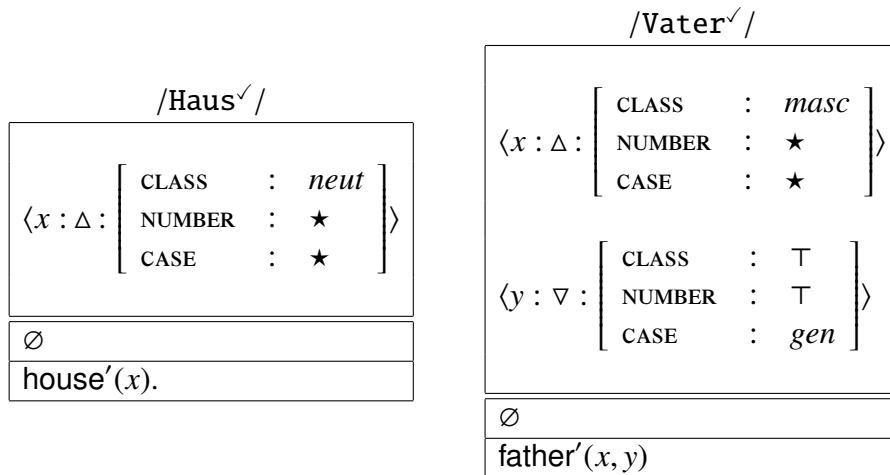 /Haus✓/
⟨x : △ : [ CLASS : neut
NUMBER : ★
CASE : ★ ]⟩
∅
house′(x).
/Vater✓/
⟨x : △ : [ CLASS : masc
NUMBER : ★
CASE : ★ ]⟩
⟨y : ▽ : [ CLASS : ⊤
NUMBER : ⊤
CASE : gen ]⟩
∅
father′(x, y)